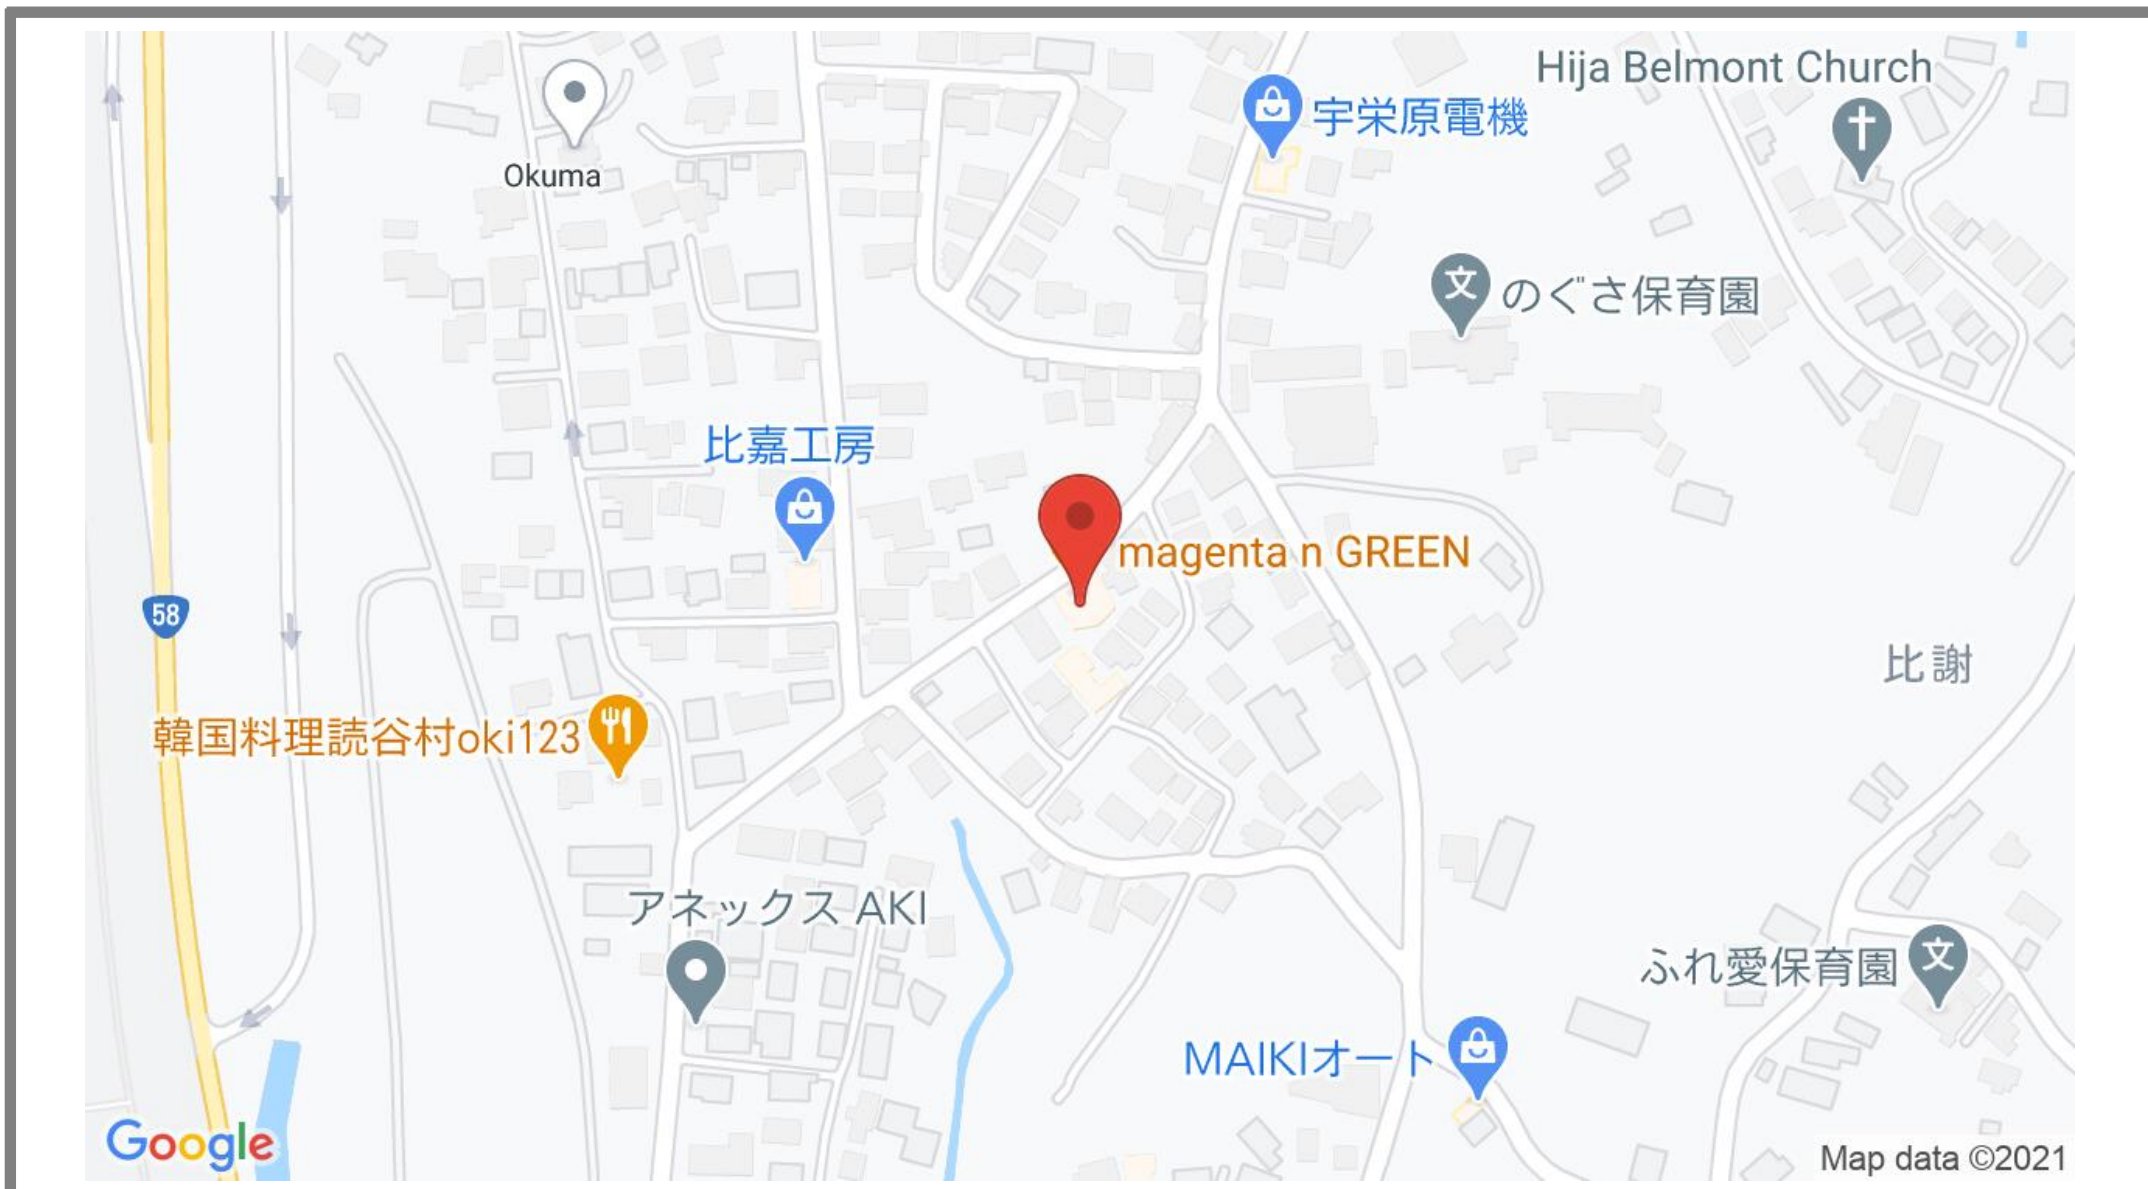 Hija Belmont Church
宇栄原電機
Okuma
のぐさ保育園
比嘉工房
文
magenta n GREEN
58
比謝
韓国料理読谷村oki123
アネックス AKI
ふれ愛保育園
文
MAIKIオート
Google
Map data ©2021